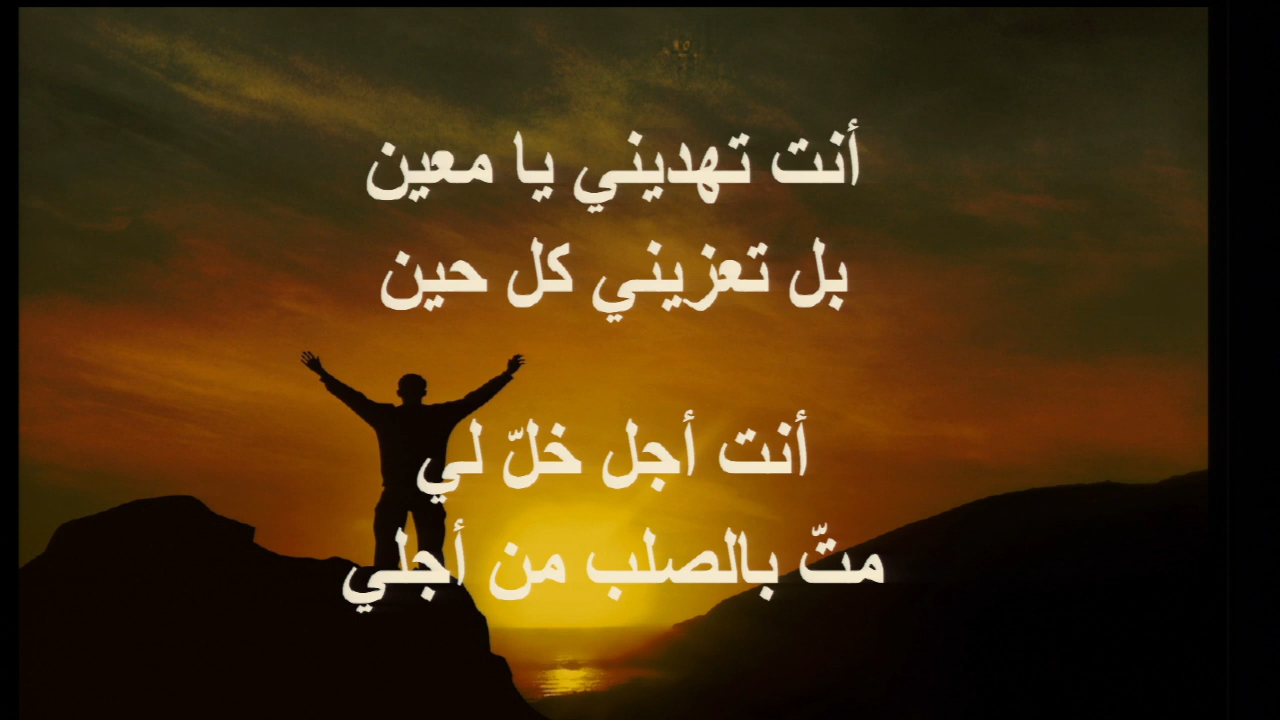 أنت تهديني يا معين
بل تعزيني كل حين
أنت أجل خلّ لي
متّ بالصلب من أجلي